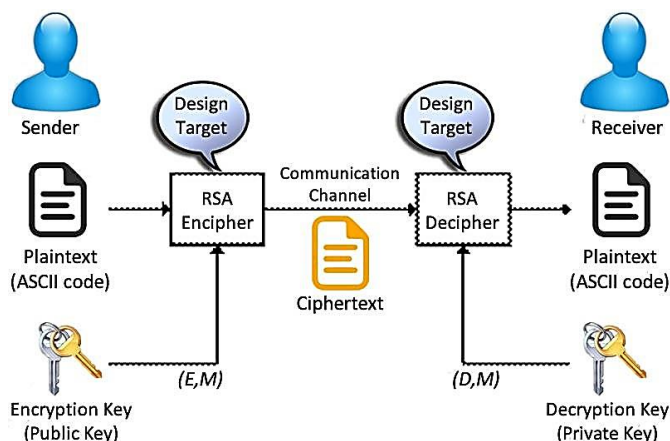 Sender
Design
Target
Design
Target
Receiver
Plaintext
(ASCII code)
RSA
Encipher
Communication
Channel
Ciphertext
RSA
Decipher
Plaintext
(ASCII code)
Encryption Key
(Public Key)
(E,M)
(D,M)
Decryption Key
(Private Key)